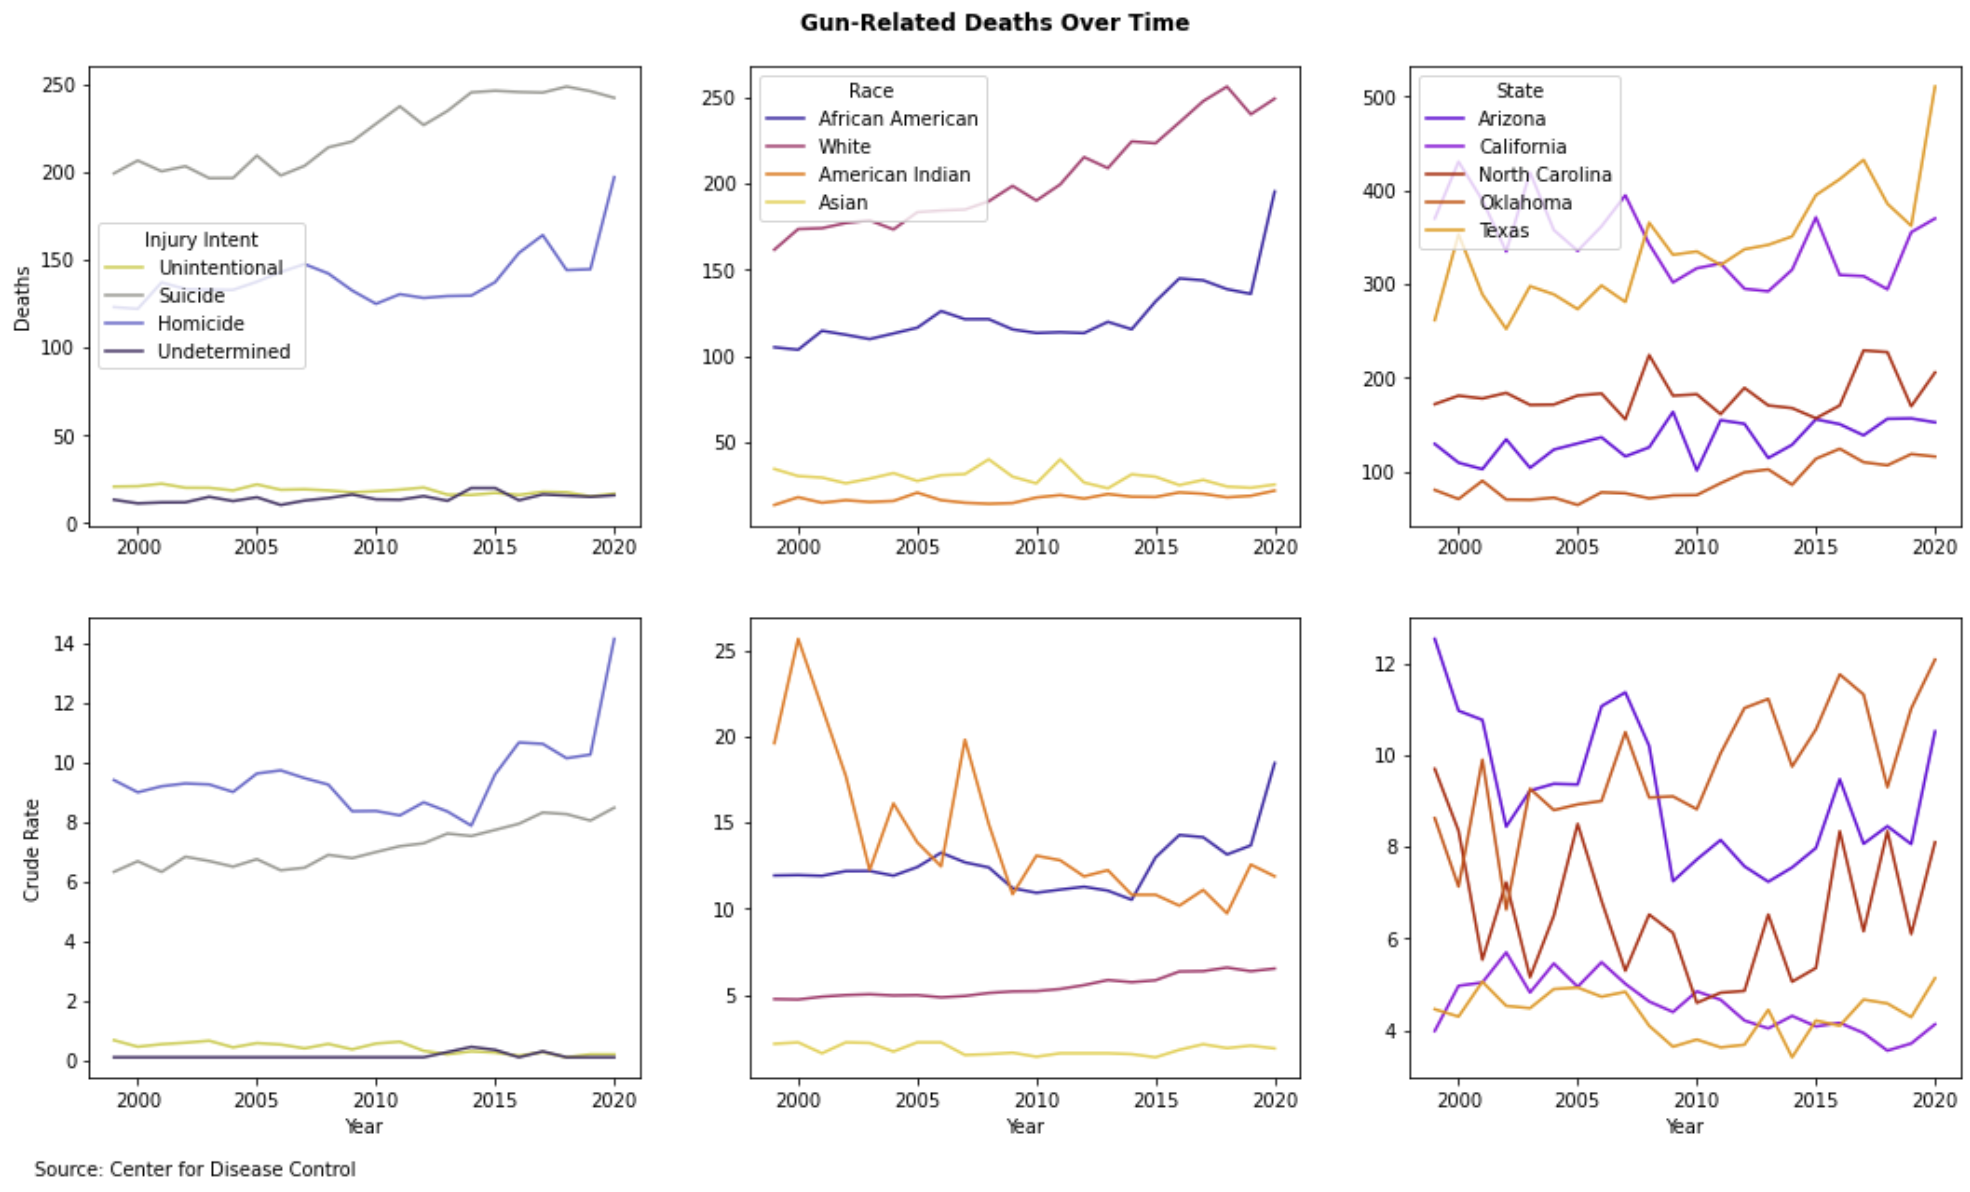 Gun-Related Deaths Over Time
Deaths
250
200
150
100
50
0
Injury Intent
Unintentional
Suicide
Homicide
Undetermined
2000 2005 2010 2015 2020
250
200
150
100
50
Race
African American
White
American Indian
Asian
2000 2005 2010 2015 2020
500
400
300
200
100
State
Arizona
California
North Carolina
Oklahoma
Texas
2000 2005 2010 2015 2020
Crude Rate
14
12
10
8
6
4
2
0
2000 2005 2010 2015 2020
Year
25
20
15
10
5
2000 2005 2010 2015 2020
Year
12
10
8
6
4
2000 2005 2010 2015 2020
Year
Source: Center for Disease Control